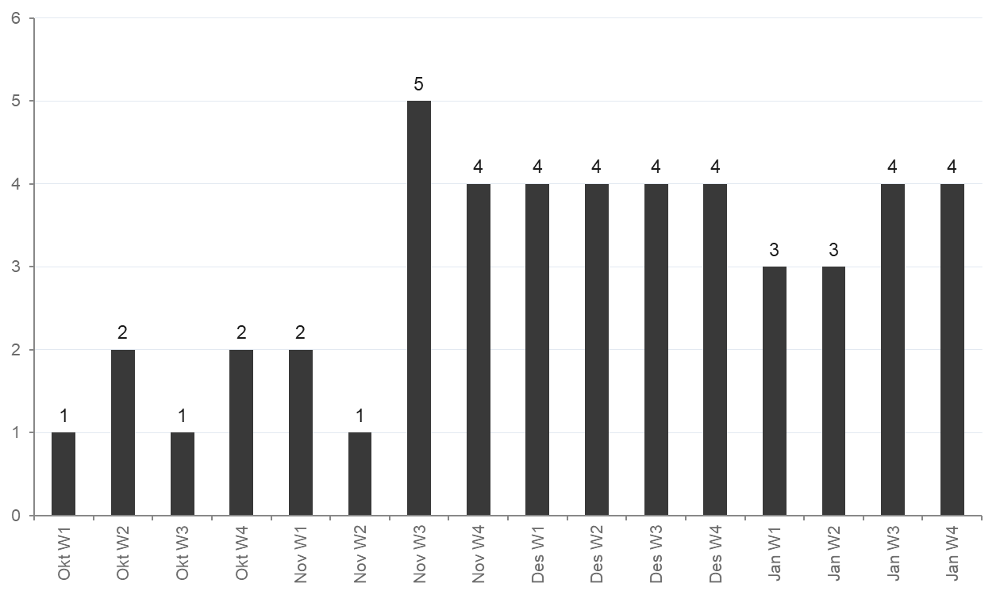 6
5
4
3
2
1
0
1
2
1
2
2
1
5
4
4
4
4
4
3
3
4
4
Okt W1
Okt W2
Okt W3
Okt W4
Nov W1
Nov W2
Nov W3
Nov W4
Des W1
Des W2
Des W3
Des W4
Jan W1
Jan W2
Jan W3
Jan W4